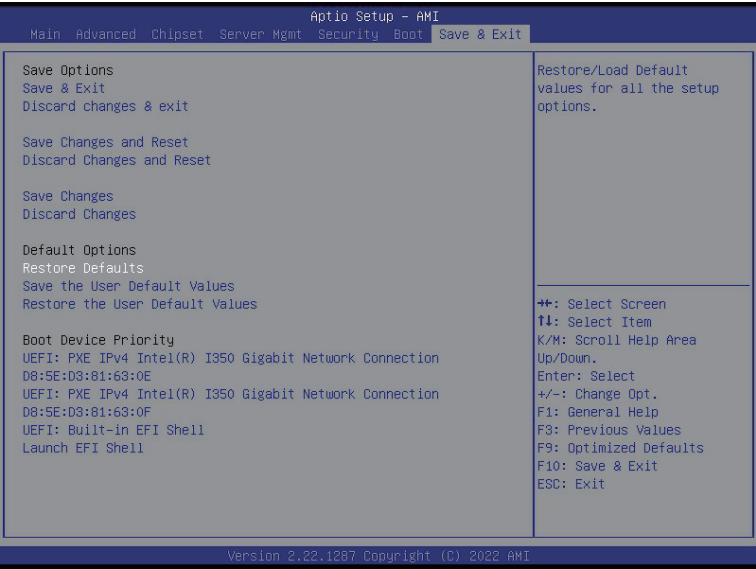 Aptio Setup – AMI
Main Advanced Chipset Server Mgmt Security Boot Save & Exit
Save Options
Save & Exit
Discard changes & exit
Save Changes and Reset
Discard Changes and Reset
Save Changes
Discard Changes
Default Options
Restore Defaults
Save the User Default Values
Restore the User Default Values
Boot Device Priority
UEFI: PXE IPv4 Intel(R) I350 Gigabit Network Connection
D8:5E:D3:81:63:0E
UEFI: PXE IPv4 Intel(R) I350 Gigabit Network Connection
D8:5E:D3:81:63:0F
UEFI: Built-in EFI Shell
Launch EFI Shell
Restore/Load Default
values for all the setup
options.
→←: Select Screen
↑↓: Select Item
K/M: Scroll Help Area
Up/Down.
Enter: Select
+/-: Change Opt.
F1: General Help
F3: Previous Values
F9: Optimized Defaults
F10: Save & Exit
ESC: Exit
Version 2.22.1287 Copyright (C) 2022 AMI